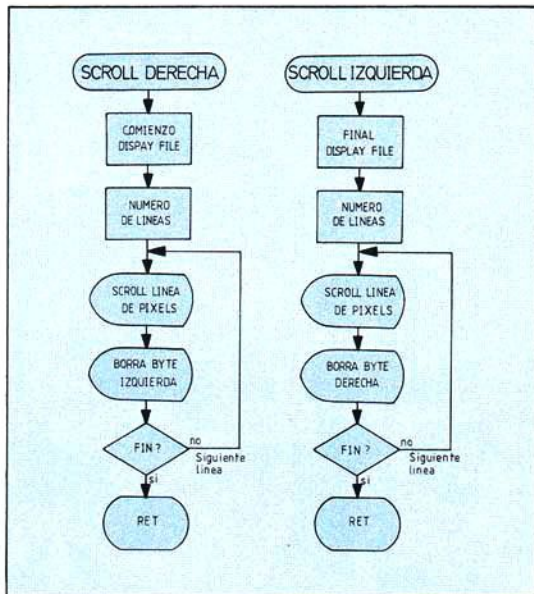 SCROLL DERECHA
COMIENZO
DISPAY FILE
NUMERO
DE LINEAS
SCROLL LINEA
DE PIXELS
BORRA BYTE
IZQUIERDA
FIN ?
no
Siguiente
linea
si
RET
SCROLL IZQUIERDA
FINAL
DISPLAY FILE
NUMERO
DE LINEAS
SCROLL LINEA
DE PIXELS
BORRA BYTE
DERECHA
FIN ?
no
Siguiente
linea
si
RET